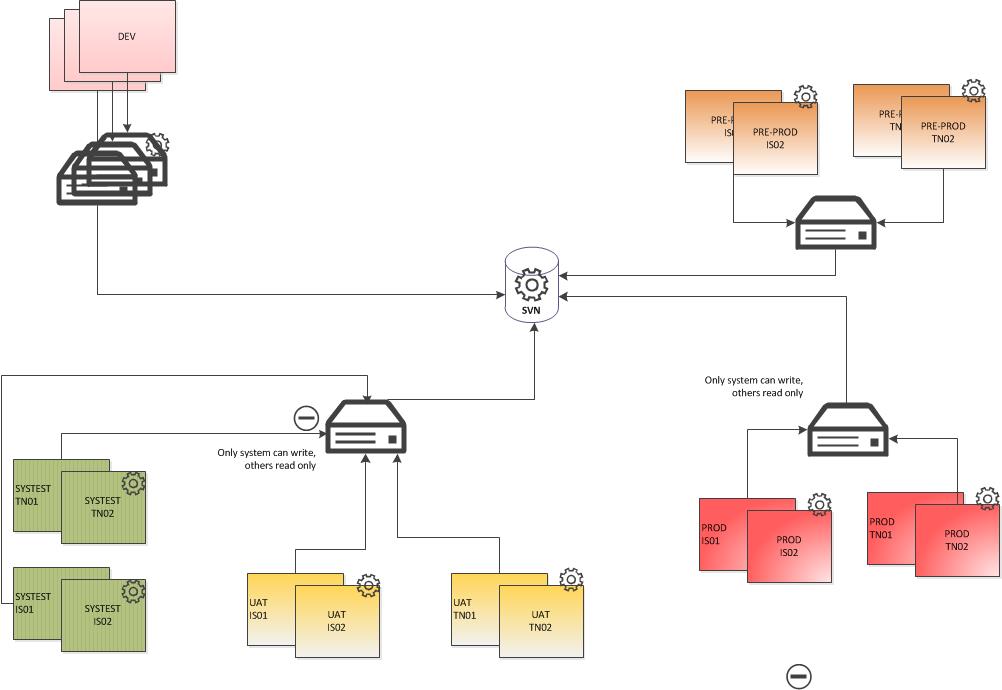 DEV
PRE-P
IS0
PRE-PROD
IS02
PRE-P
TN
PRE-PROD
TN02
SVN
Only system can write,
others read only
Only system can write,
others read only
SYSTEST
TN01
SYSTEST
TN02
SYSTEST
IS01
SYSTEST
IS02
UAT
IS01
UAT
IS02
UAT
TN01
UAT
TN02
PROD
IS01
PROD
IS02
PROD
TN01
PROD
TN02